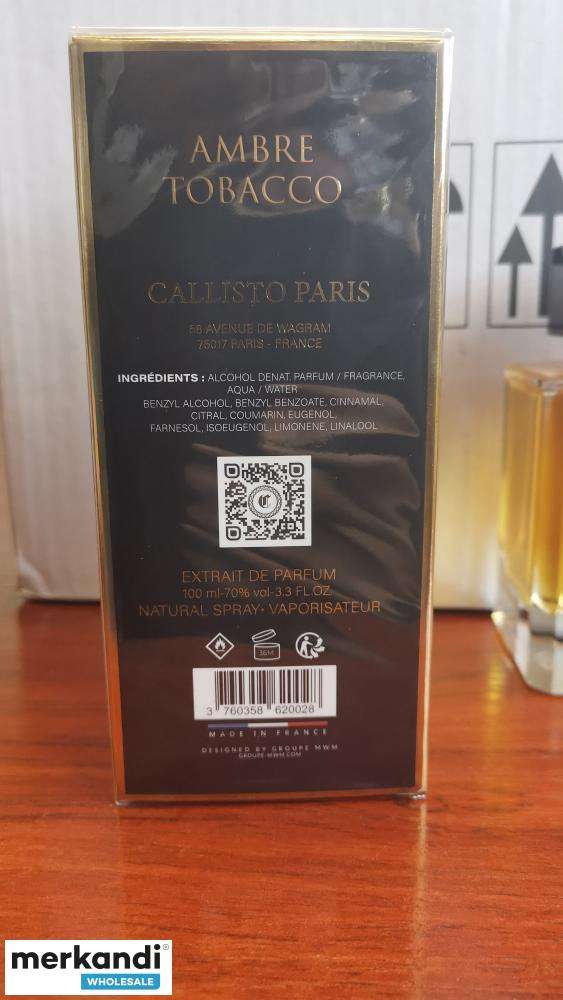 AMBRE
TOBACCO
CALLISTO PARIS
58 AVENUE DE WAGRAM
75017 PARIS - FRANCE
INGRÉDIENTS : ALCOHOL DENAT, PARFUM / FRAGRANCE,
AQUA / WATER
BENZYL ALCOHOL, BENZYL BENZOATE, CINNAMAL,
CITRAL, COUMARIN, EUGENOL,
FARNESOL, ISOEUGENOL, LIMONENE, LINALOOL
EXTRAIT DE PARFUM
100 ml-70% vol-3.3 FL.OZ
NATURAL SPRAY• VAPORISATEUR
36M
3 760358 620028
MADE IN FRANCE
DESIGNED BY GROUPE MWM
GROUPE-MWM.COM
merkandi®
WHOLESALE